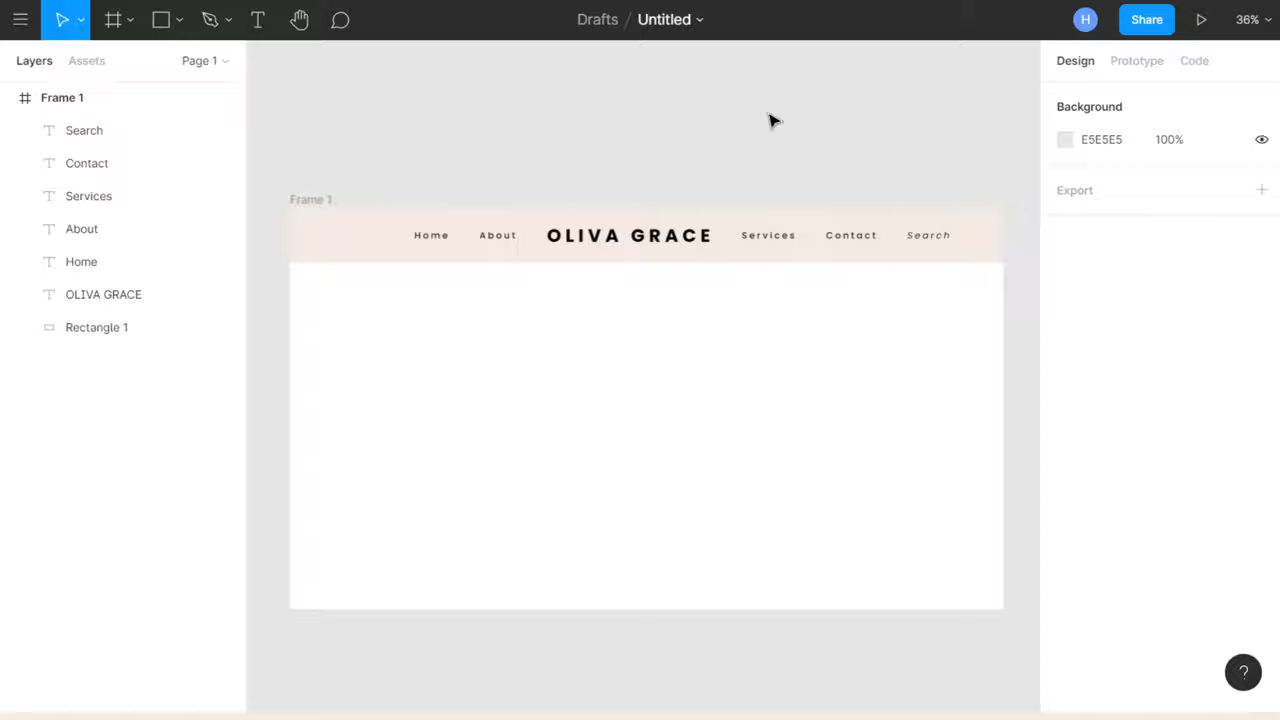 Drafts / Untitled
H
Share
36%
Layers
Assets
Page 1
Design
Prototype
Code
Frame 1
Search
Contact
Services
About
Home
OLIVA GRACE
Rectangle 1
Frame 1
Home About OLIVA GRACE Services Contact Search
Background
E5E5E5 100%
Export
?